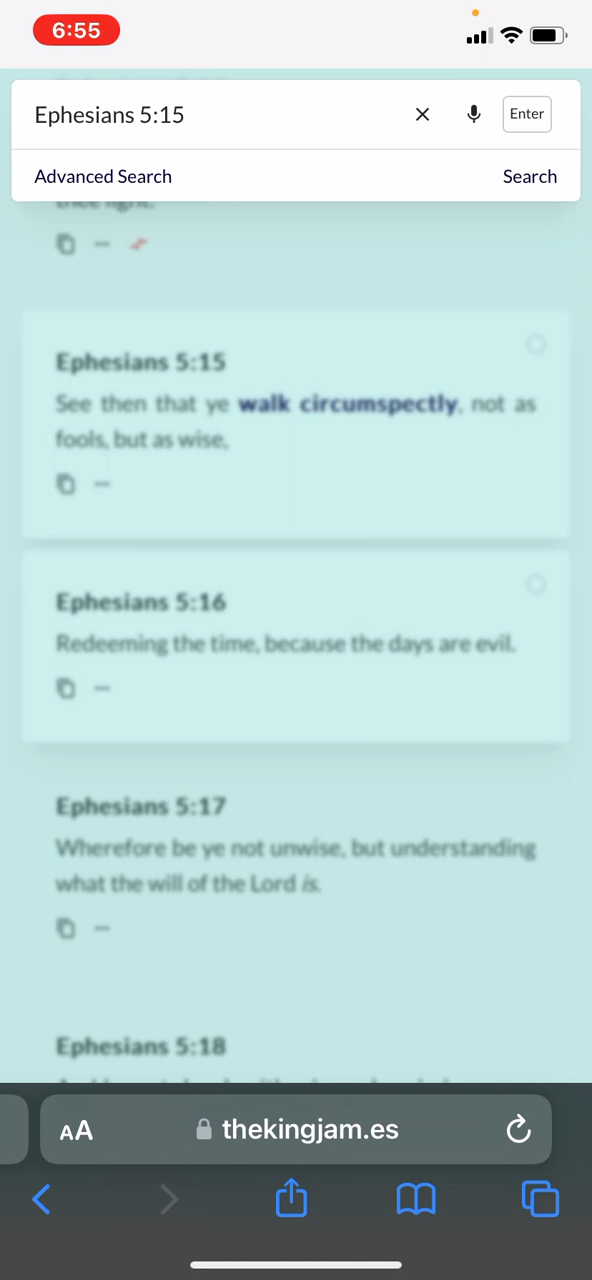 6:55
Ephesians 5:15
Enter
Advanced Search
Search
thee light.
Ephesians 5:15
See then that ye walk circumspectly, not as
fools, but as wise,
Ephesians 5:16
Redeeming the time, because the days are evil.
Ephesians 5:17
Wherefore be ye not unwise, but understanding
what the will of the Lord is.
Ephesians 5:18
AA
thekingjam.es